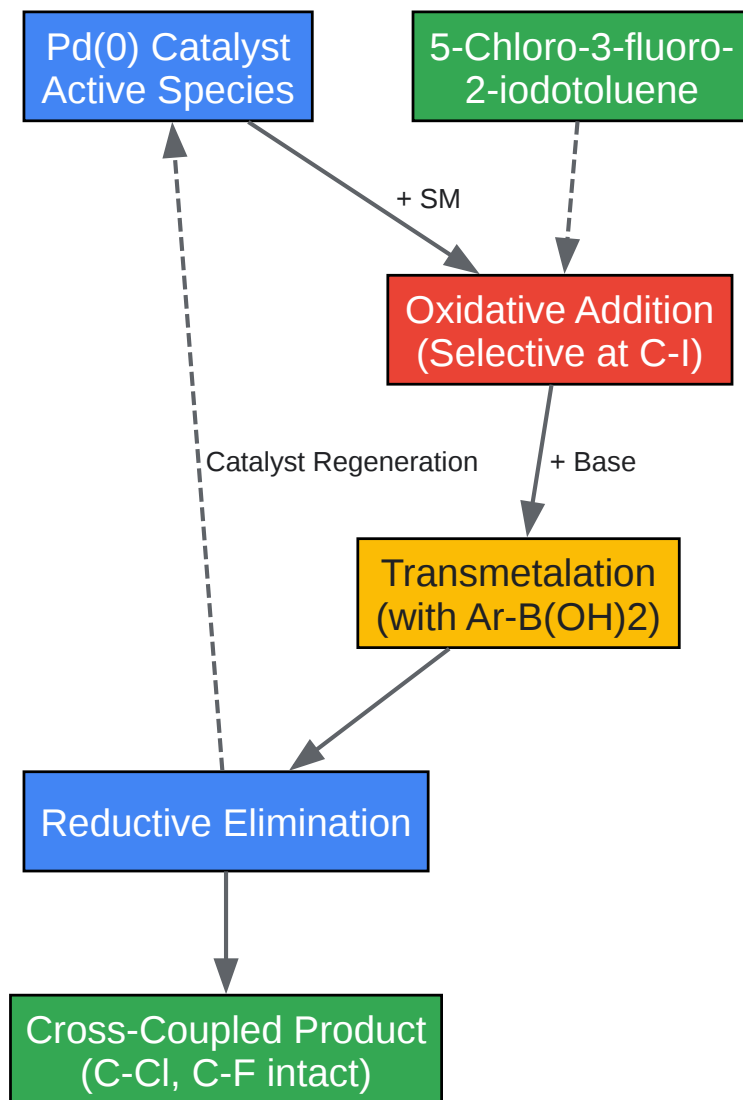 Pd(0) Catalyst
Active Species
5-Chloro-3-fluoro-
2-iodotoluene
+ SM
Oxidative Addition
(Selective at C-I)
Catalyst Regeneration
+ Base
Transmetalation
(with Ar-B(OH)2)
Reductive Elimination
Cross-Coupled Product
(C-Cl, C-F intact)